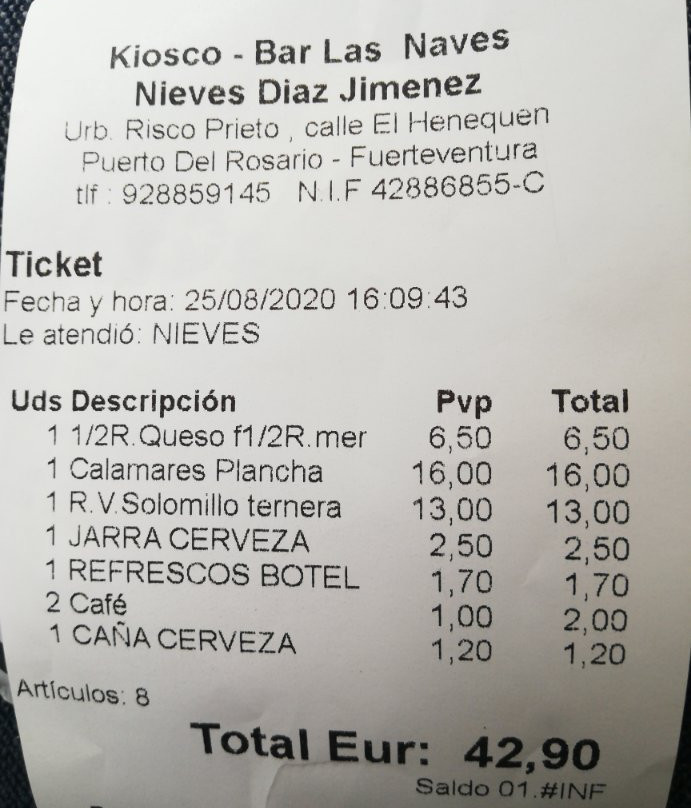 Kiosco - Bar Las Naves
Nieves Diaz Jimenez
Urb. Risco Prieto , calle El Henequen
Puerto Del Rosario - Fuerteventura
tlf : 928859145 N.I.F 42886855-C
Ticket
Fecha y hora: 25/08/2020 16:09:43
Le atendió: NIEVES
Uds Descripción Pvp Total
1 1/2R.Queso f1/2R.mer 6,50 6,50
1 Calamares Plancha 16,00 16,00
1 R.V.Solomillo ternera 13,00 13,00
1 JARRA CERVEZA 2,50 2,50
1 REFRESCOS BOTEL 1,70 1,70
2 Café 1,00 2,00
1 CAÑA CERVEZA 1,20 1,20
Artículos: 8
Total Eur: 42,90
Saldo 01.#INF